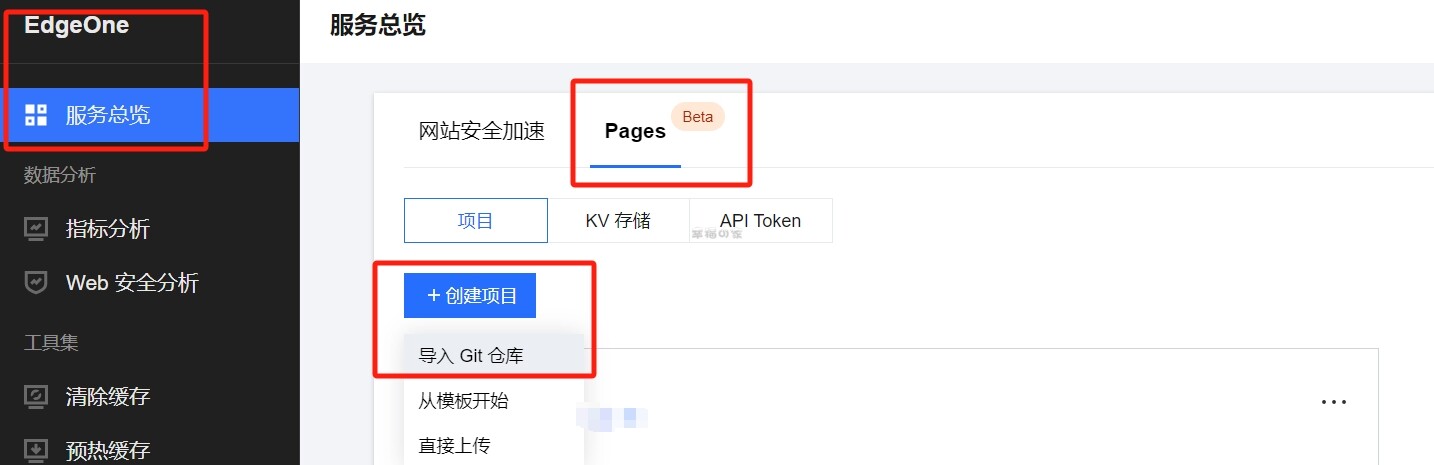 EdgeOne
服务总览
数据分析
指标分析
Web 安全分析
工具集
清除缓存
预热缓存
服务总览
网站安全加速
Pages
Beta
项目
KV 存储
API Token
+ 创建项目
导入 Git 仓库
从模板开始
直接上传
...